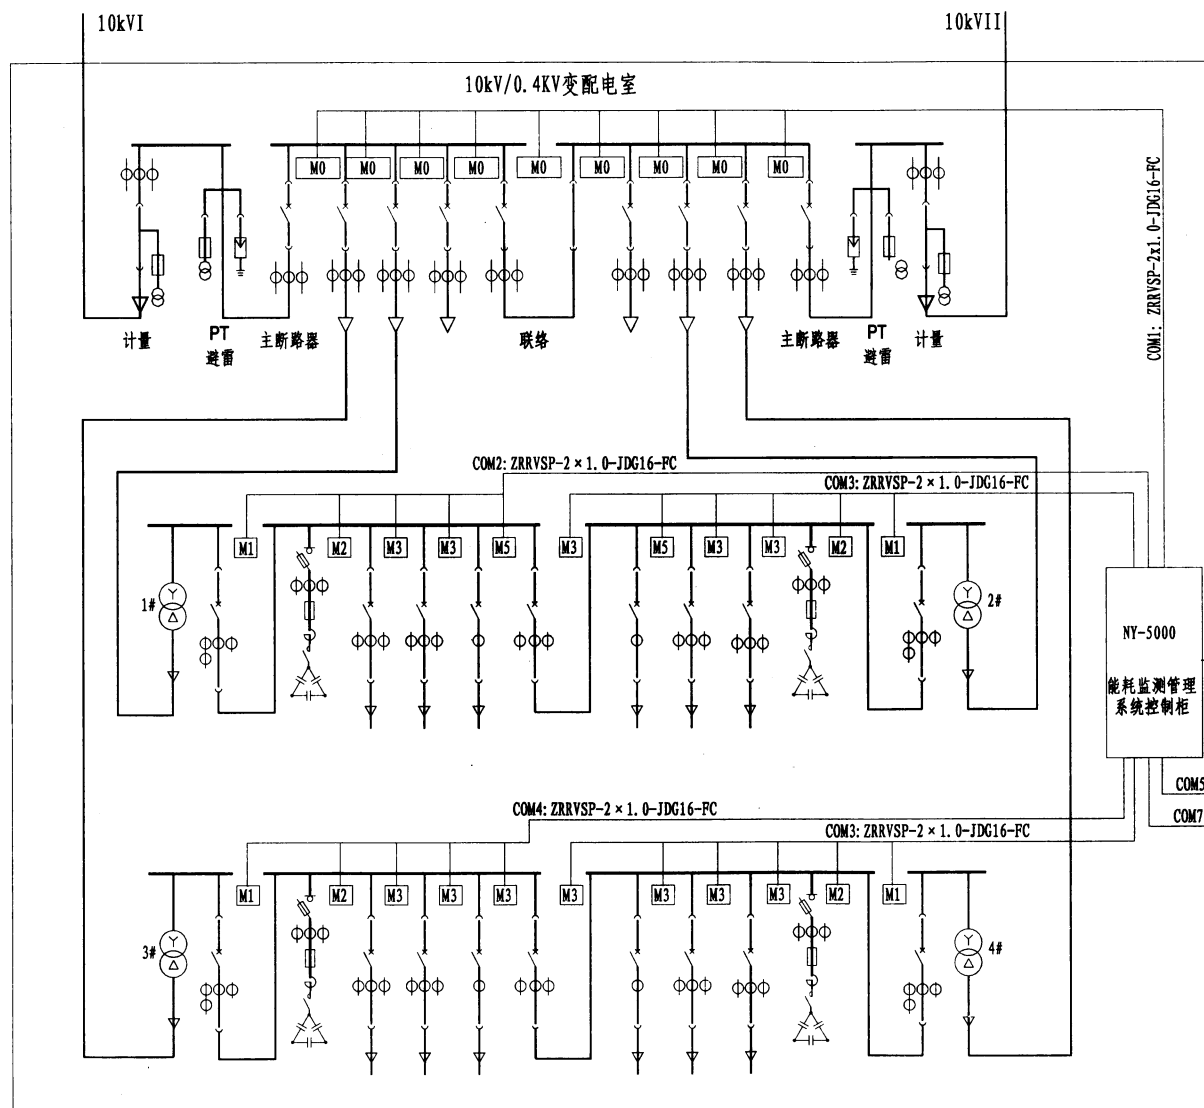 10kVI
10kVII
10kV/0.4KV变配电室
M0 M0 M0 M0 M0 M0 M0 M0 M0
COM1: ZRRVSP-2x1.0-JDG16-FC
计量
PT
避雷
主断路器
联络
主断路器
PT
避雷
计量
COM2: ZRRVSP-2×1.0-JDG16-FC
COM3: ZRRVSP-2×1.0-JDG16-FC
M1 M2 M3 M3 M5 M3 M5 M3 M3 M2 M1
1#
2#
NY-5000
能耗监测管理
系统控制柜
COM5
COM7
COM4: ZRRVSP-2×1.0-JDG16-FC
COM3: ZRRVSP-2×1.0-JDG16-FC
M1 M2 M3 M3 M3 M3 M3 M3 M3 M2 M1
3#
4#